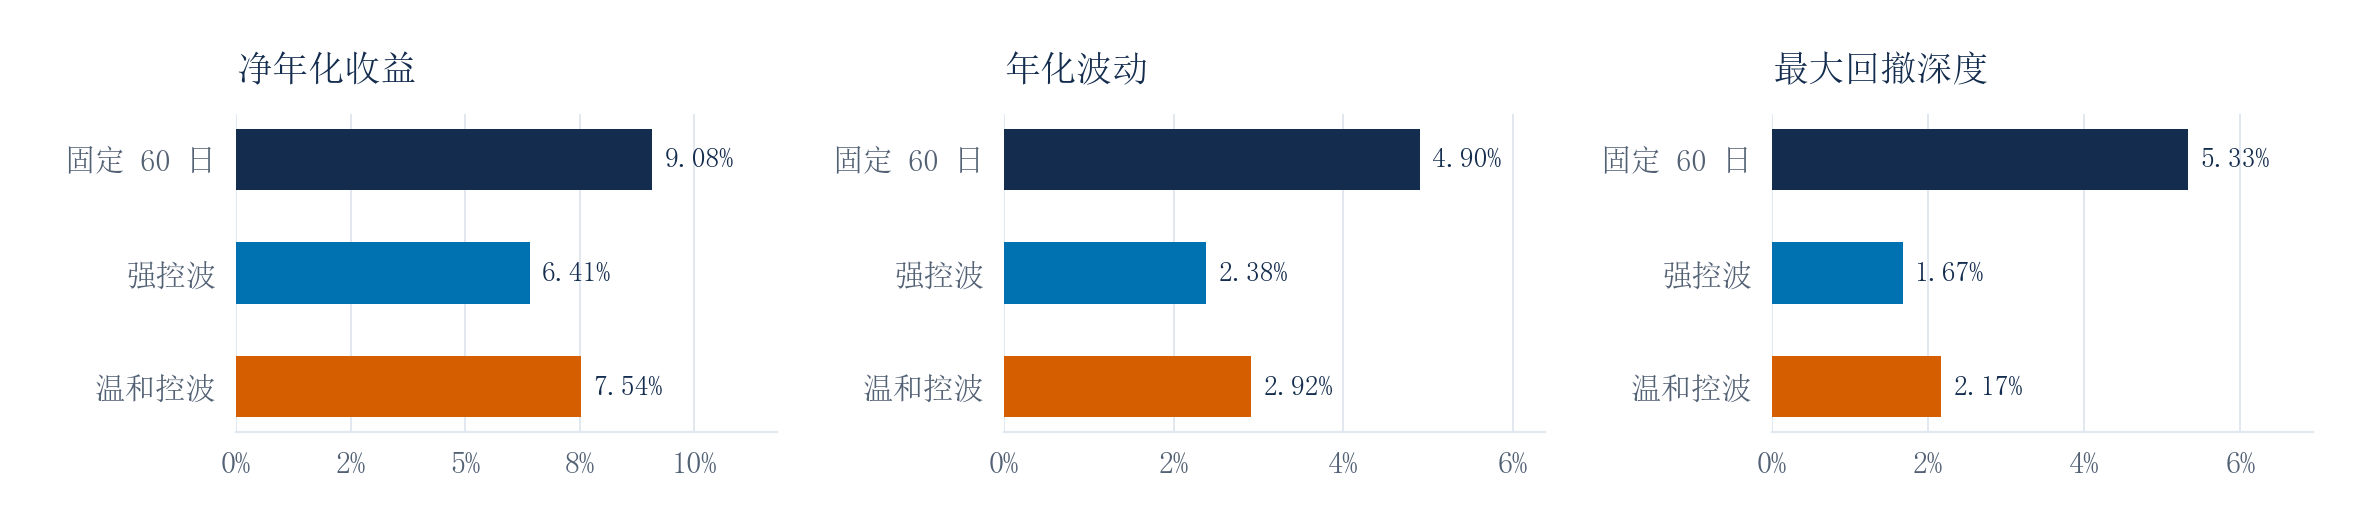 净年化收益
固定 60 日
9.08%
强控波
6.41%
温和控波
7.54%
0% 2% 5% 8% 10%
年化波动
固定 60 日
4.90%
强控波
2.38%
温和控波
2.92%
0% 2% 4% 6%
最大回撤深度
固定 60 日
5.33%
强控波
1.67%
温和控波
2.17%
0% 2% 4% 6%